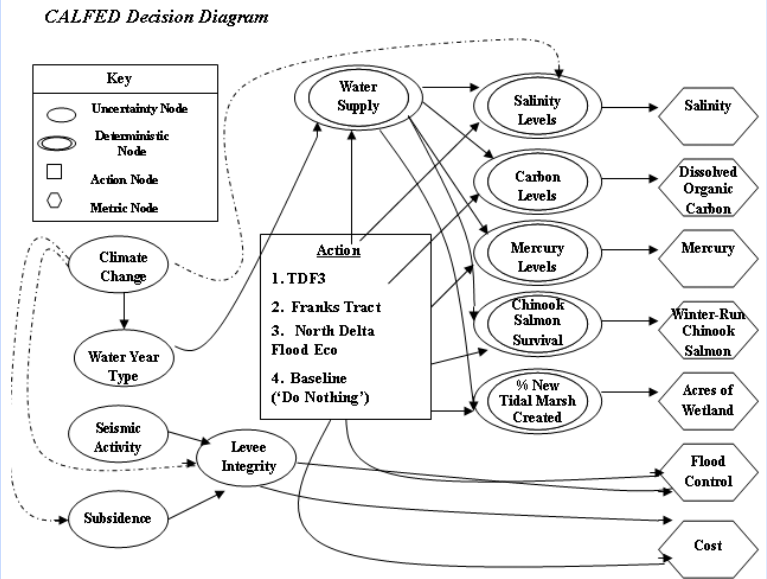 CALFED Decision Diagram
Key
Uncertainty Node
Deterministic
Node
Action Node
Metric Node
Water
Supply
Salinity
Levels
Salinity
Carbon
Levels
Dissolved
Organic
Carbon
Climate
Change
Action
1. TDF3
2. Franks Tract
3. North Delta
Flood Eco
4. Baseline
(‘Do Nothing’)
Mercury
Levels
Mercury
Chinook
Salmon
Survival
Winter-Run
Chinook
Salmon
Water Year
Type
% New
Tidal Marsh
Created
Acres of
Wetland
Seismic
Activity
Levee
Integrity
Flood
Control
Subsidence
Cost